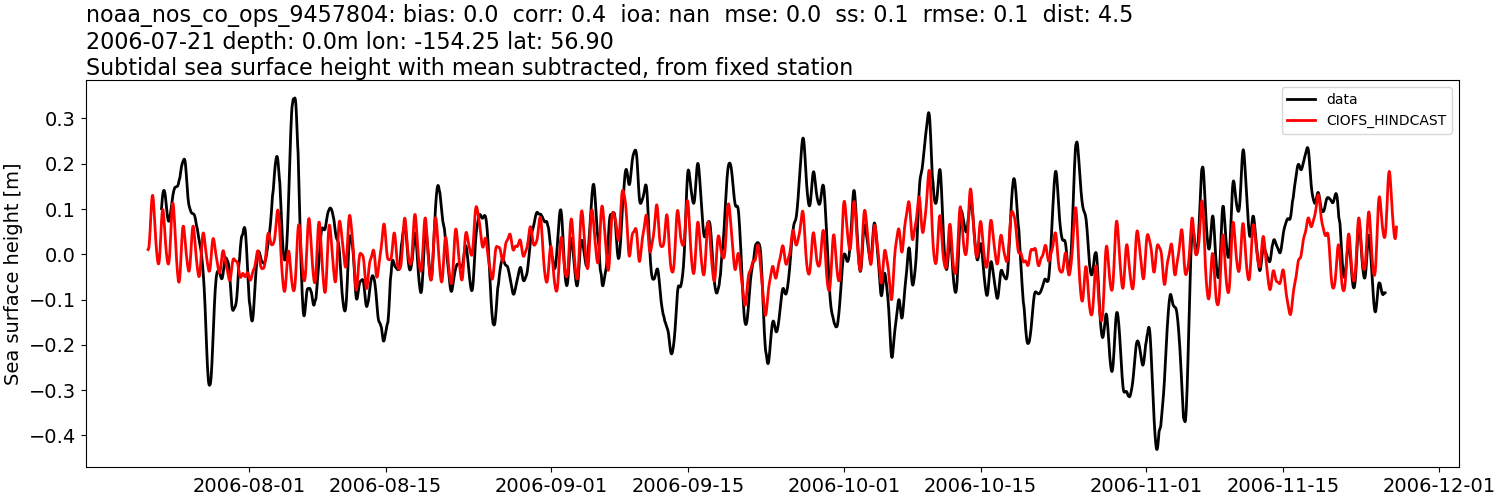 noaa_nos_co_ops_9457804: bias: 0.0  corr: 0.4  ioa: nan  mse: 0.0  ss: 0.1  rmse: 0.1  dist: 4.5
2006-07-21 depth: 0.0m lon: -154.25 lat: 56.90
Subtidal sea surface height with mean subtracted, from fixed station
data
CIOFS_HINDCAST
Sea surface height [m]
0.3
0.2
0.1
0.0
−0.1
−0.2
−0.3
−0.4
2006-08-01 2006-08-15 2006-09-01 2006-09-15 2006-10-01 2006-10-15 2006-11-01 2006-11-15 2006-12-01